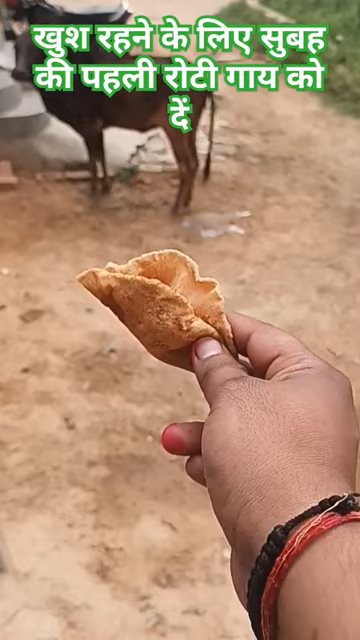 खुश रहने के लिए सुबह
की पहली रोटी गाय को
दें